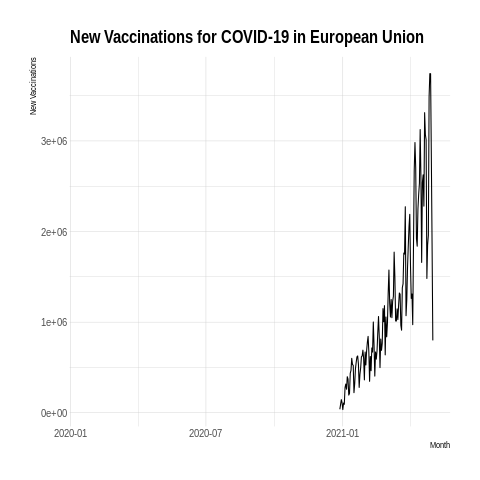 New Vaccinations for COVID-19 in European Union
New Vaccinations
3e+06
2e+06
1e+06
0e+00
2020-01
2020-07
2021-01
Month